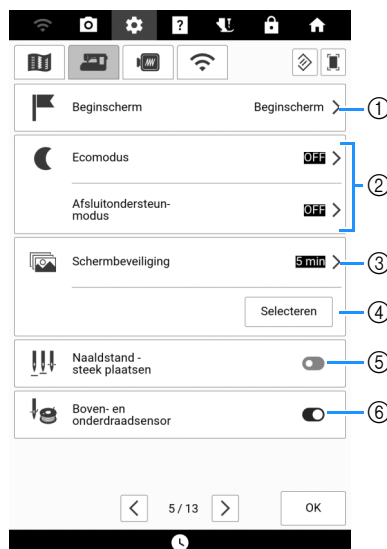 ?
Beginscherm
Beginscherm
①
Ecomodus
OFF
②
Afsluitondersteun-
modus
OFF
Schermbeveiliging
5 min
③
Selecteren
④
Naaldstand -
steek plaatsen
⑤
Boven- en
onderdraadsensor
⑥
5 / 13
OK